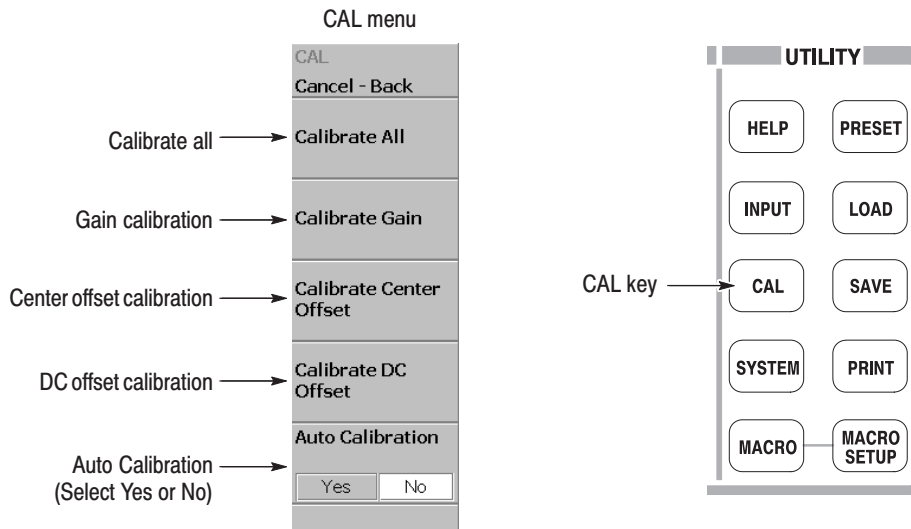 CAL menu
CAL
Cancel - Back
Calibrate all
Calibrate All
Gain calibration
Calibrate Gain
Center offset calibration
Calibrate Center
Offset
DC offset calibration
Calibrate DC
Offset
Auto Calibration
(Select Yes or No)
Auto Calibration
Yes No
UTILITY
HELP PRESET
INPUT LOAD
CAL key
CAL SAVE
SYSTEM PRINT
MACRO MACRO
SETUP